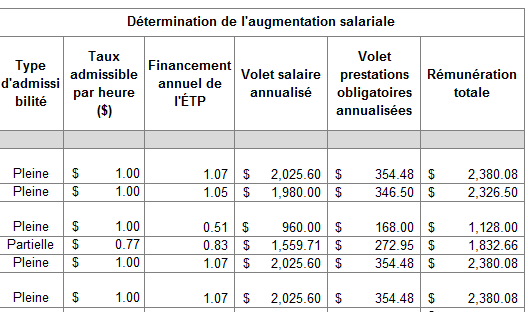 Détermination de l'augmentation salariale
Type d'admissi bilité | Taux admissible par heure ($) | Financement annuel de l'ÉTP | Volet salaire annualisé | Volet prestations obligatoires annualisées | Rémunération totale
Pleine $ 1.00 1.07 $ 2,025.60 $ 354.48 $ 2,380.08
Pleine $ 1.00 1.05 $ 1,980.00 $ 346.50 $ 2,326.50
Pleine $ 1.00 0.51 $ 960.00 $ 168.00 $ 1,128.00
Partielle $ 0.77 0.83 $ 1,559.71 $ 272.95 $ 1,832.66
Pleine $ 1.00 1.07 $ 2,025.60 $ 354.48 $ 2,380.08
Pleine $ 1.00 1.07 $ 2,025.60 $ 354.48 $ 2,380.08